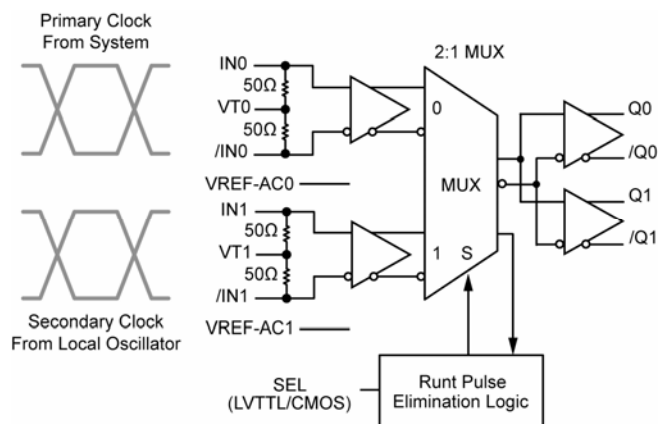 Primary Clock
From System
IN0
50Ω
VT0
50Ω
/IN0
VREF-AC0
IN1
50Ω
VT1
50Ω
/IN1
VREF-AC1
Secondary Clock
From Local Oscillator
2:1 MUX
0
MUX
1
S
Q0
/Q0
Q1
/Q1
SEL
(LVTTL/CMOS)
Runt Pulse
Elimination Logic